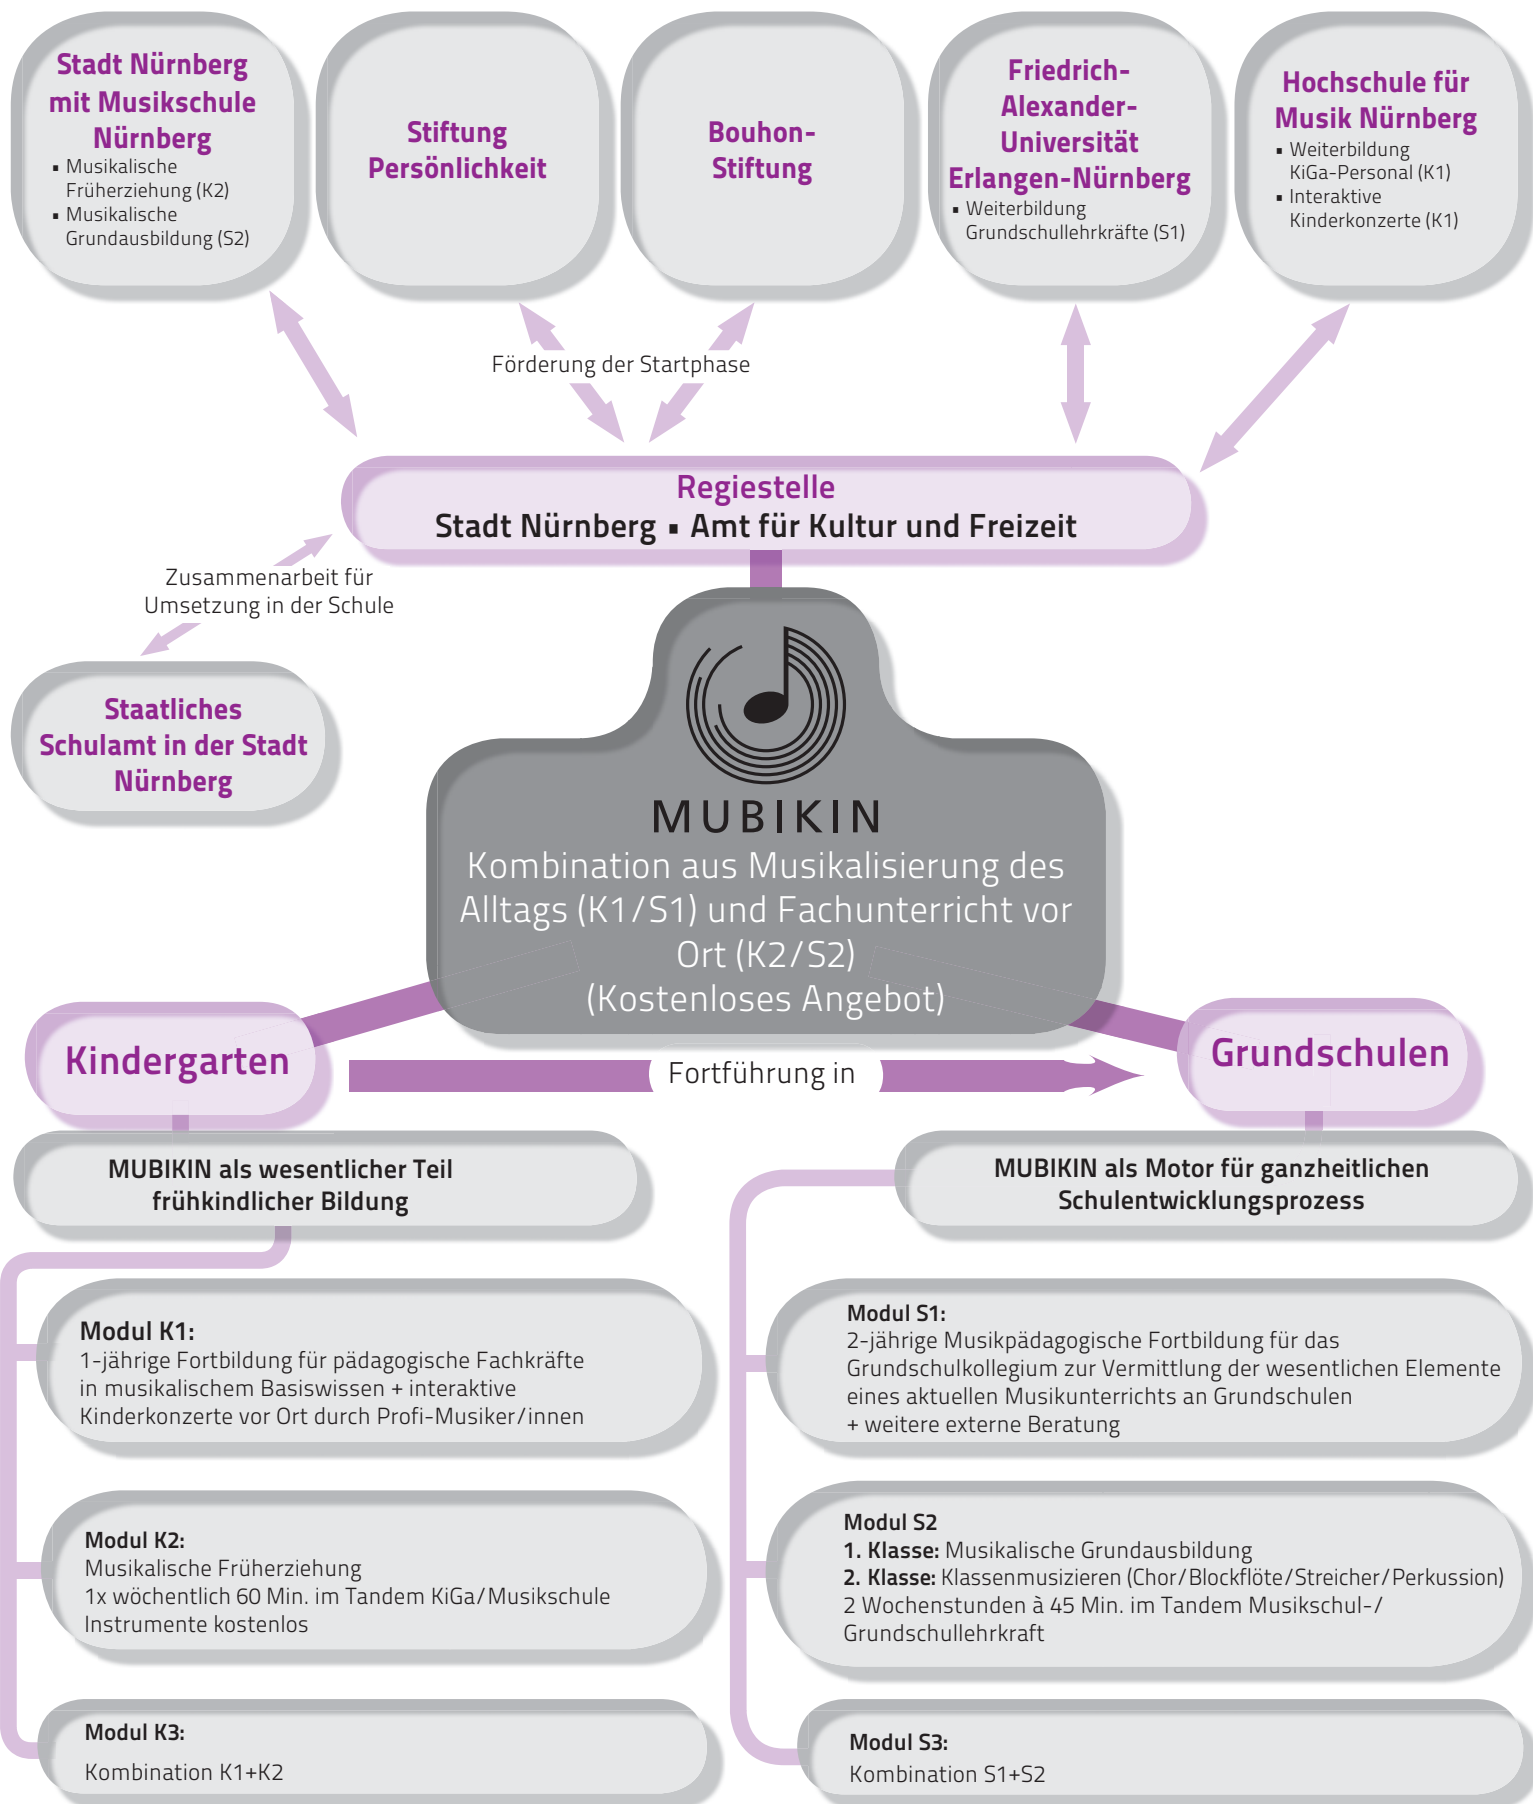 Stadt Nürnberg
mit Musikschule
Nürnberg
▪ Musikalische
Früherziehung (K2)
▪ Musikalische
Grundausbildung (S2)
Stiftung
Persönlichkeit
Bouhon-
Stiftung
Friedrich-
Alexander-
Universität
Erlangen-Nürnberg
▪ Weiterbildung
Grundschullehrkräfte (S1)
Hochschule für
Musik Nürnberg
▪ Weiterbildung
KiGa-Personal (K1)
▪ Interaktive
Kinderkonzerte (K1)
Förderung der Startphase
Regiestelle
Stadt Nürnberg ▪ Amt für Kultur und Freizeit
Zusammenarbeit für
Umsetzung in der Schule
Staatliches
Schulamt in der Stadt
Nürnberg
MUBIKIN
Kombination aus Musikalisierung des
Alltags (K1/S1) und Fachunterricht vor
Ort (K2/S2)
(Kostenloses Angebot)
Kindergarten
Fortführung in
Grundschulen
MUBIKIN als wesentlicher Teil
frühkindlicher Bildung
Modul K1:
1-jährige Fortbildung für pädagogische Fachkräfte
in musikalischem Basiswissen + interaktive
Kinderkonzerte vor Ort durch Profi-Musiker/innen
Modul K2:
Musikalische Früherziehung
1x wöchentlich 60 Min. im Tandem KiGa/Musikschule
Instrumente kostenlos
Modul K3:
Kombination K1+K2
MUBIKIN als Motor für ganzheitlichen
Schulentwicklungsprozess
Modul S1:
2-jährige Musikpädagogische Fortbildung für das
Grundschulkollegium zur Vermittlung der wesentlichen Elemente
eines aktuellen Musikunterrichts an Grundschulen
+ weitere externe Beratung
Modul S2
1. Klasse: Musikalische Grundausbildung
2. Klasse: Klassenmusizieren (Chor/Blockflöte/Streicher/Perkussion)
2 Wochenstunden à 45 Min. im Tandem Musikschul-/
Grundschullehrkraft
Modul S3:
Kombination S1+S2